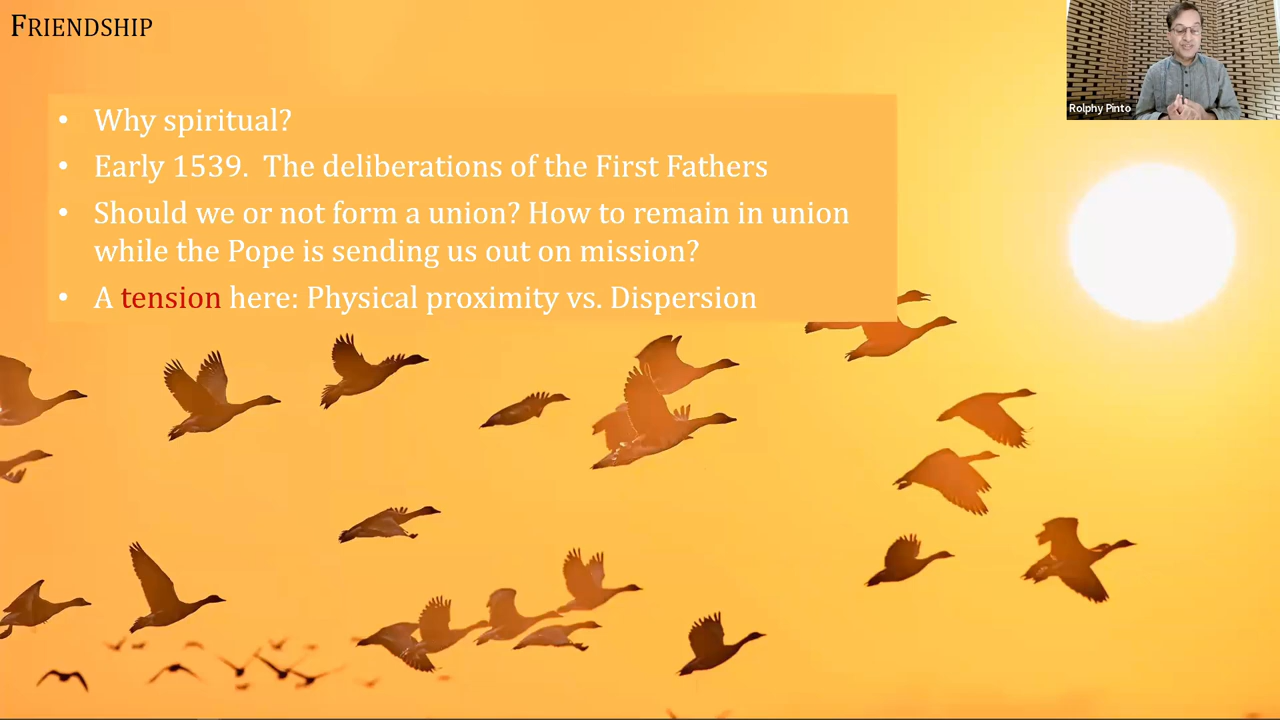 FRIENDSHIP
• Why spiritual?
• Early 1539. The deliberations of the First Fathers
• Should we or not form a union? How to remain in union
while the Pope is sending us out on mission?
• A tension here: Physical proximity vs. Dispersion
Rolphy Pinto